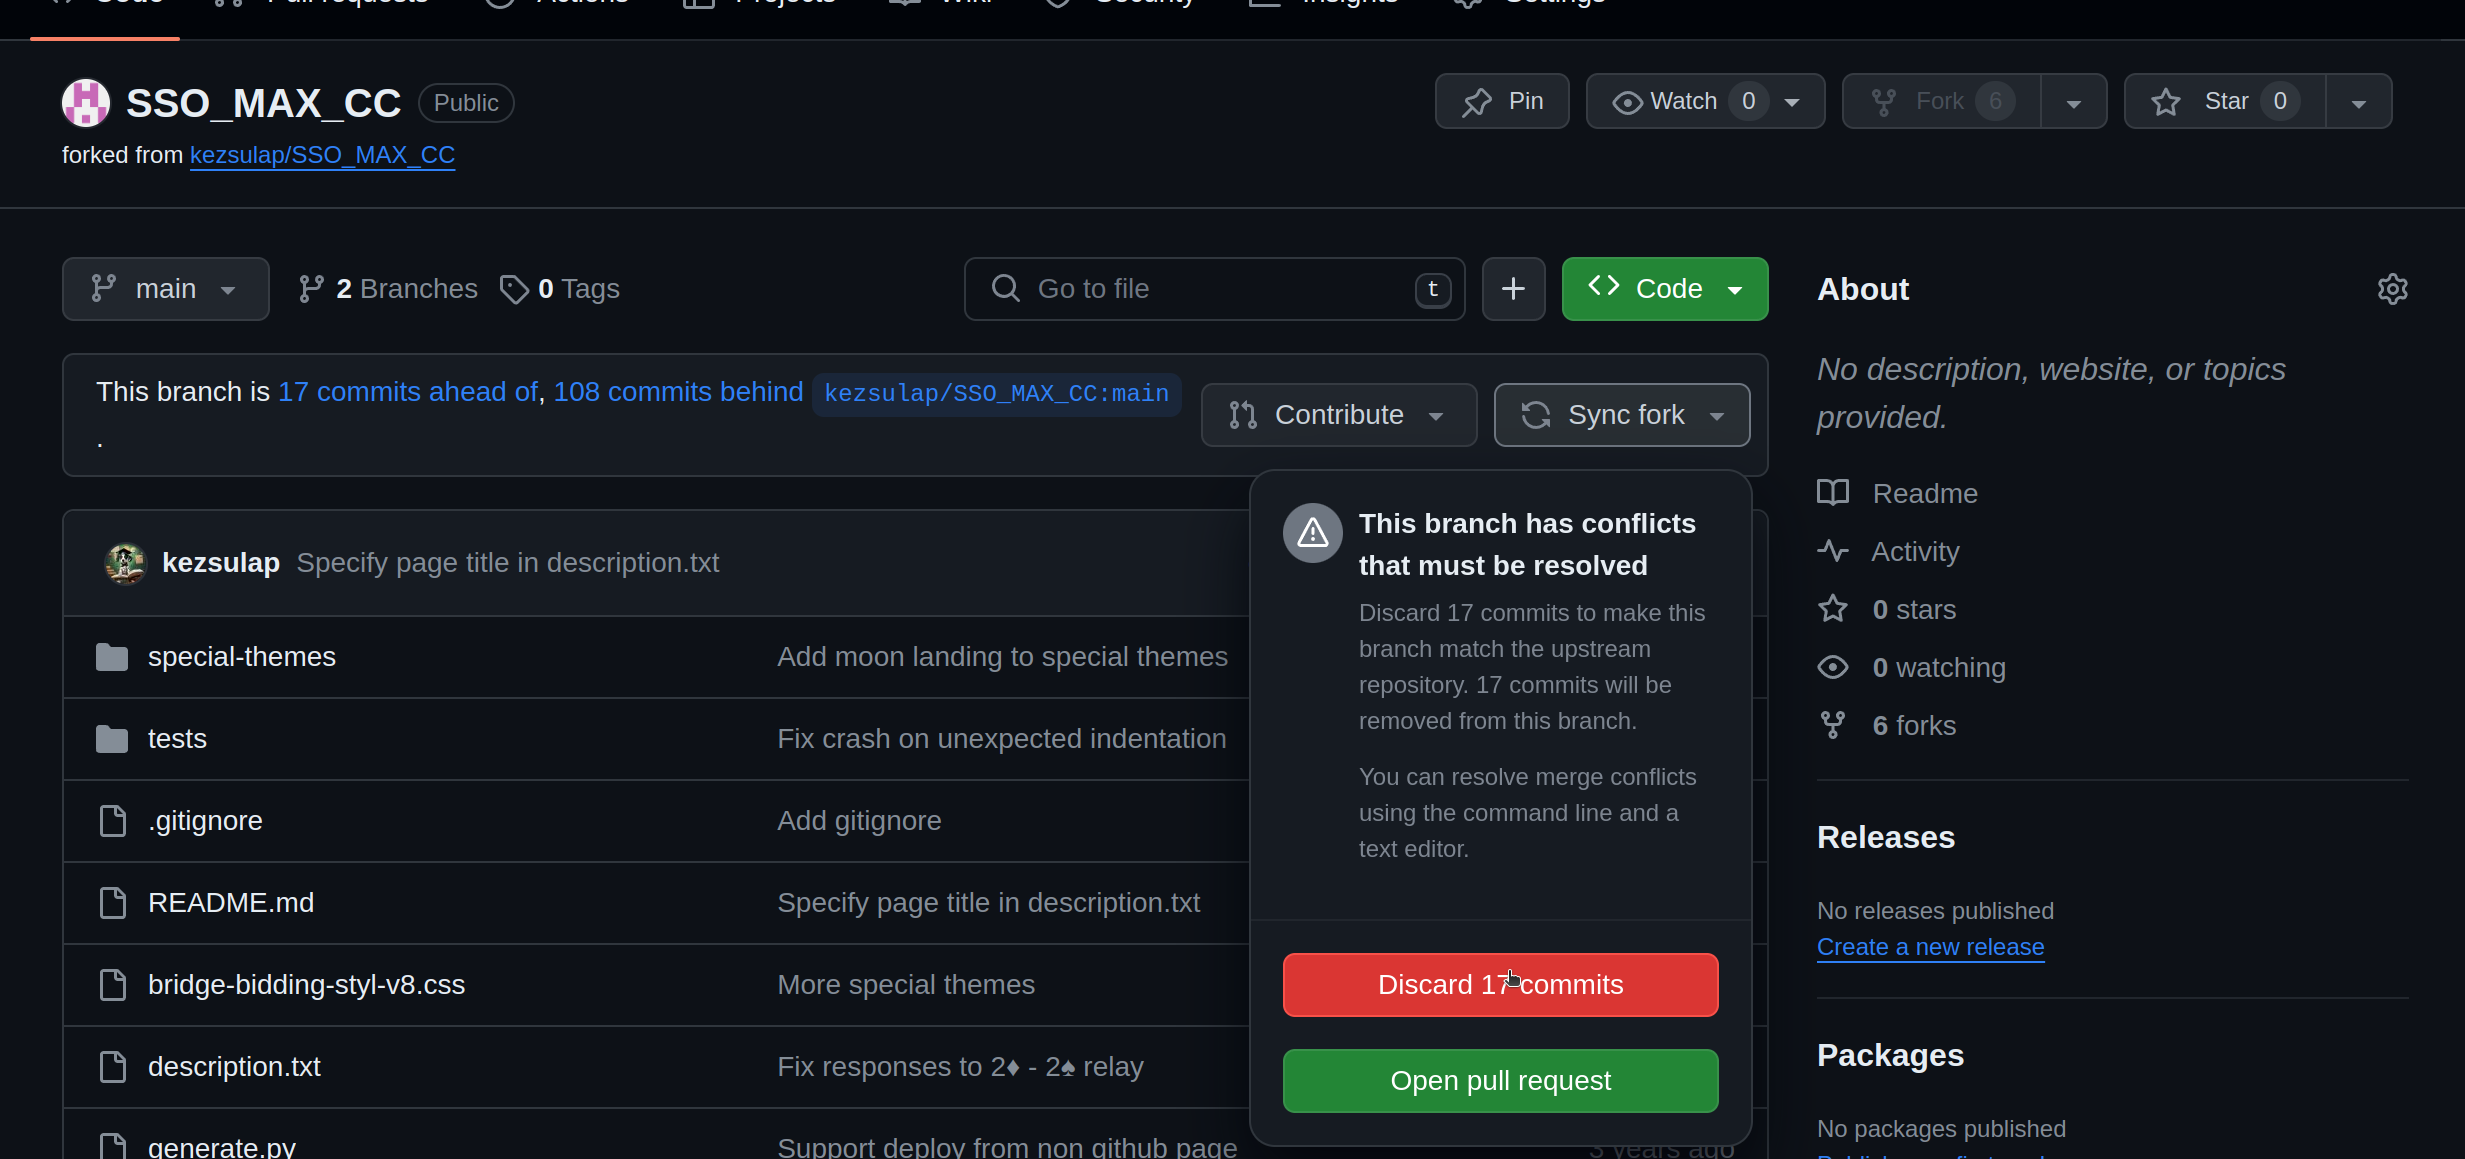 Code Pull requests Actions Projects Wiki Security Insights Settings
SSO_MAX_CC Public
Pin Watch 0 Fork 6 Star 0
forked from kezsulap/SSO_MAX_CC
main 2 Branches 0 Tags Go to file t Code
This branch is 17 commits ahead of, 108 commits behind kezsulap/SSO_MAX_CC:main
.
Contribute Sync fork
This branch has conflicts
that must be resolved
Discard 17 commits to make this
branch match the upstream
repository. 17 commits will be
removed from this branch.
You can resolve merge conflicts
using the command line and a
text editor.
Discard 17 commits
Open pull request
kezsulap Specify page title in description.txt
special-themes Add moon landing to special themes
tests Fix crash on unexpected indentation
.gitignore Add gitignore
README.md Specify page title in description.txt
bridge-bidding-styl-v8.css More special themes
description.txt Fix responses to 2♦ - 2♠ relay
generate.py Support deploy from non github page 3 years ago
About
No description, website, or topics
provided.
Readme
Activity
0 stars
0 watching
6 forks
Releases
No releases published
Create a new release
Packages
No packages published